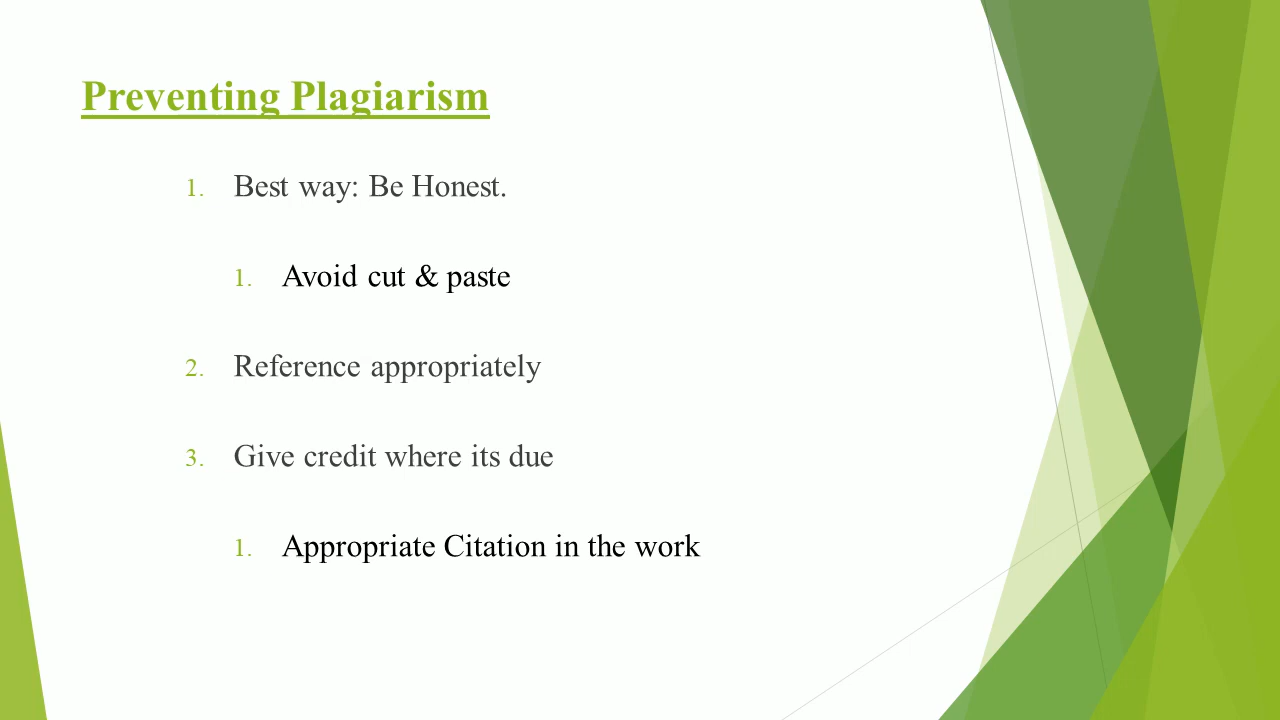 Preventing Plagiarism
1. Best way: Be Honest.
1. Avoid cut & paste
2. Reference appropriately
3. Give credit where its due
1. Appropriate Citation in the work